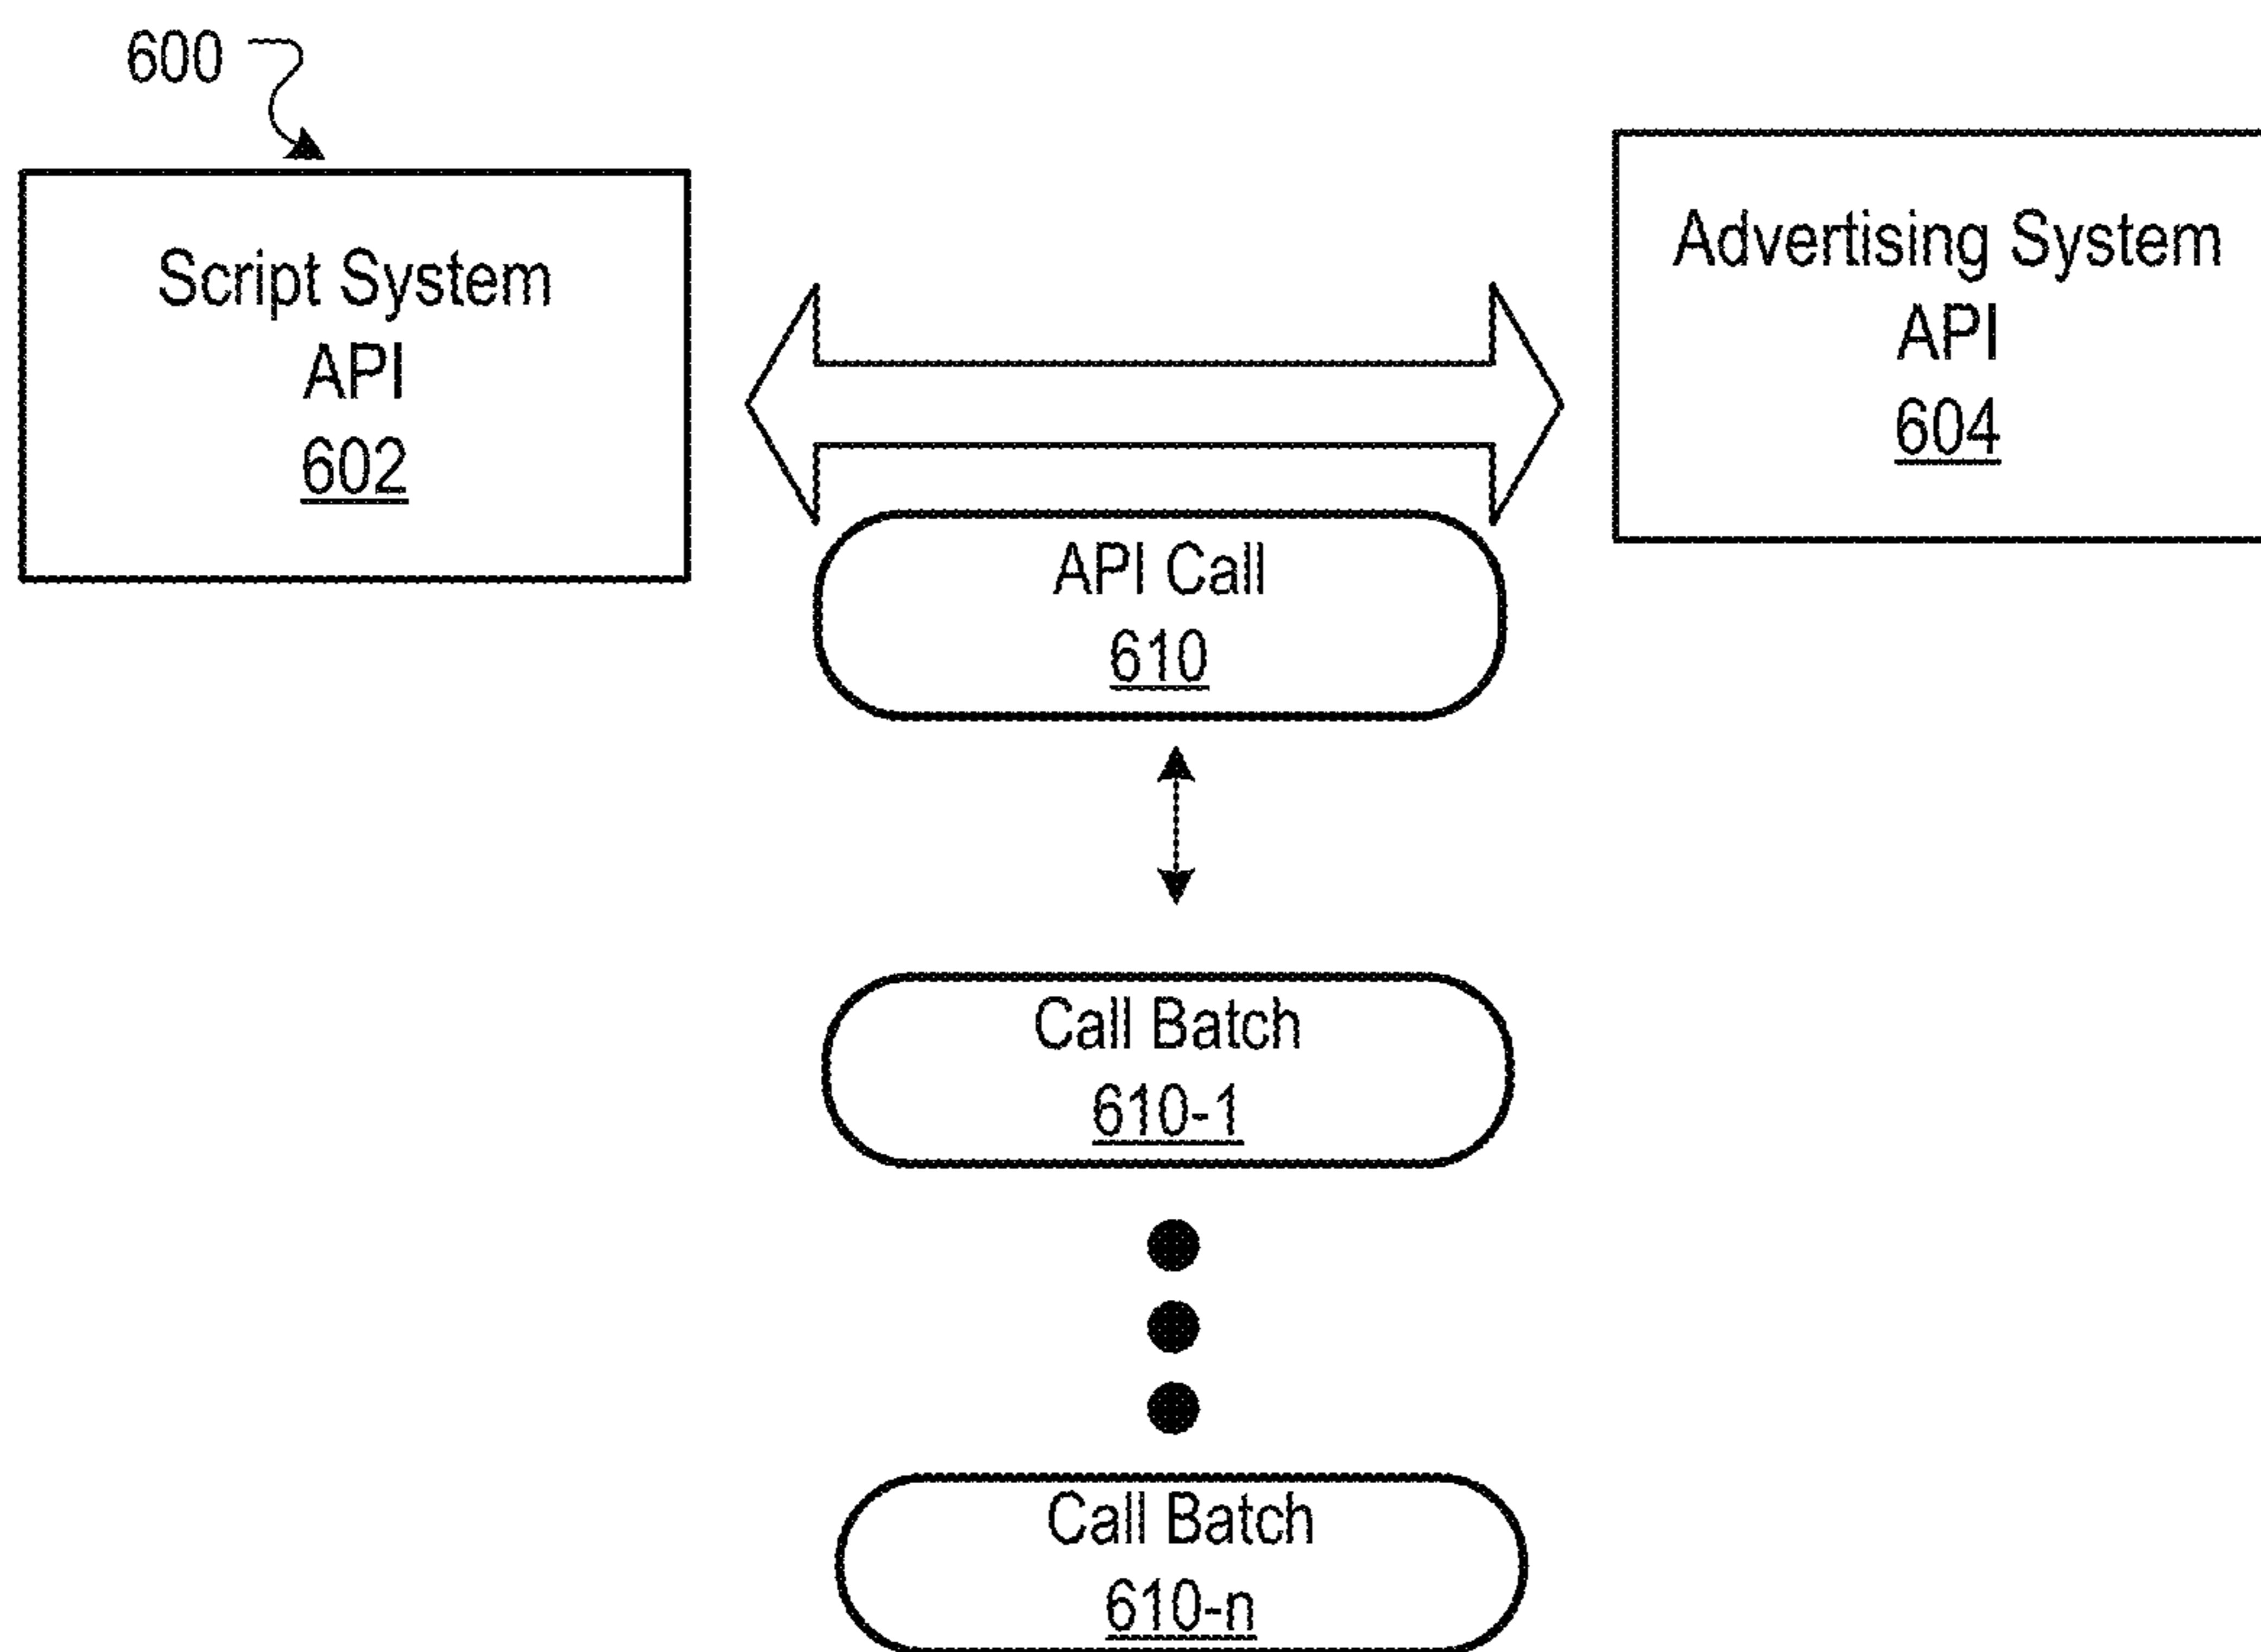 600
Script System
API
602
Advertising System
API
604
API Call
610
Call Batch
610-1
Call Batch
610-n